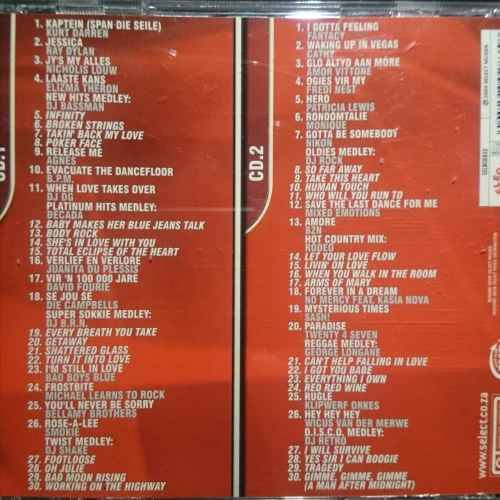 CD.1
1. KAPTEIN (SPAN DIE SEILE)
KURT DARREN
2. JESSICA
RAY DYLAN
3. JY'S MY ALLES
NICHOLIS LOUW
4. LAASTE KANS
ELIZMA THERON
NEW HITS MEDLEY:
DJ BASSMAN
5. INFINITY
6. BROKEN STRINGS
7. TAKIN' BACK MY LOVE
8. POKER FACE
9. RELEASE ME
AGNES
10. EVACUATE THE DANCEFLOOR
B.P.M.
11. WHEN LOVE TAKES OVER
DJ DG
PLATINUM HITS MEDLEY:
DECADA
12. BABY MAKES HER BLUE JEANS TALK
13. BODY ROCK
14. SHE'S IN LOVE WITH YOU
15. TOTAL ECLIPSE OF THE HEART
16. VERLIEF EN VERLORE
JUANITA DU PLESSIS
17. VIR 'N 100 000 JARE
DAVID FOURIE
18. SE JOU SE
DIE CAMPBELLS
SUPER SOKKIE MEDLEY:
DJ B.R.N.
19. EVERY BREATH YOU TAKE
20. GETAWAY
21. SHATTERED GLASS
22. TURN IT INTO LOVE
23. I'M STILL IN LOVE
BAD BOYS BLUE
24. FROSTBITE
MICHAEL LEARNS TO ROCK
25. YOU'LL NEVER BE SORRY
BELLAMY BROTHERS
26. ROSE-A-LEE
SMOKIE
TWIST MEDLEY:
DJ SHAKE
27. FOOTLOOSE
28. OH JULIE
29. BAD MOON RISING
30. WORKING ON THE HIGHWAY
CD.2
1. I GOTTA FEELING
FANTACY
2. WAKING UP IN VEGAS
CATHY
3. GLO ALTYD AAN MORE
AMOR VITTONE
4. OGIES VIR MY
FREDI NEST
5. HERO
PATRICIA LEWIS
6. RONDOMTALIE
MONIQUE
7. GOTTA BE SOMEBODY
NIKON
OLDIES MEDLEY:
DJ ROCK
8. SO FAR AWAY
9. TAKE THIS HEART
10. HUMAN TOUCH
11. WHO WILL YOU RUN TO
12. SAVE THE LAST DANCE FOR ME
MIXED EMOTIONS
13. AMORE
BZN
HOT COUNTRY MIX:
RODEO
14. LET YOUR LOVE FLOW
15. LIVIN' ON LOVE
16. WHEN YOU WALK IN THE ROOM
17. ARMS OF MARY
18. FOREVER IN A DREAM
NO MERCY FEAT. KASIA NOVA
19. MYSTERIOUS TIMES
SASH!
20. PARADISE
TWENTY 4 SEVEN
REGGAE MEDLEY:
GEORGE LONGANE
21. CAN'T HELP FALLING IN LOVE
22. I GOT YOU BABE
23. EVERYTHING I OWN
24. RED RED WINE
25. RUGLE
KLIPWERF ORKES
26. HEY HEY HEY
WICUS VAN DER MERWE
D.I.S.C.O. MEDLEY:
DJ RETRO
27. I WILL SURVIVE
28. YES SIR I CAN BOOGIE
29. TRAGEDY
30. GIMME, GIMME, GIMME
(A MAN AFTER MIDNIGHT)
www.select.co.za